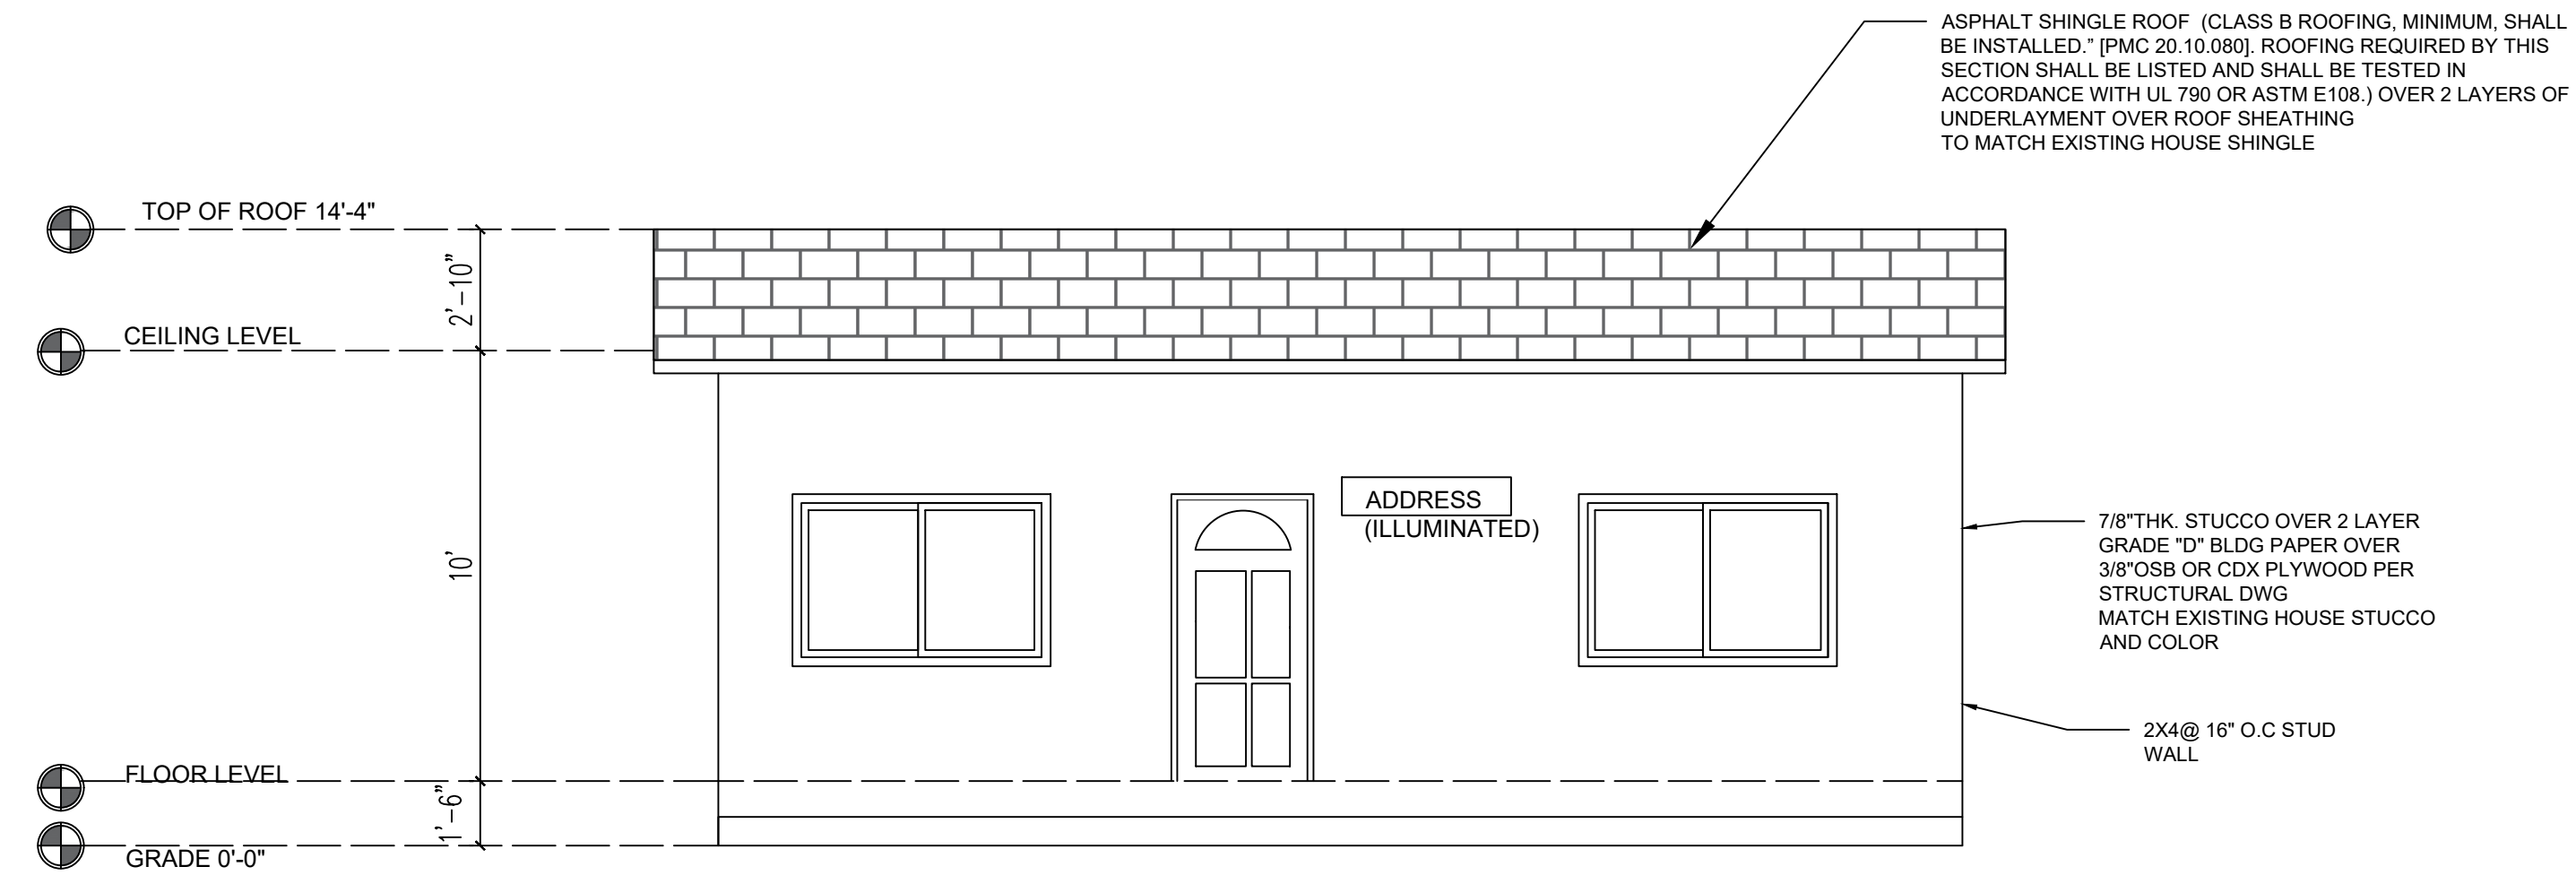 ASPHALT SHINGLE ROOF (CLASS B ROOFING, MINIMUM, SHALL
BE INSTALLED.” [PMC 20.10.080]. ROOFING REQUIRED BY THIS
SECTION SHALL BE LISTED AND SHALL BE TESTED IN
ACCORDANCE WITH UL 790 OR ASTM E108.) OVER 2 LAYERS OF
UNDERLAYMENT OVER ROOF SHEATHING
TO MATCH EXISTING HOUSE SHINGLE
TOP OF ROOF 14'-4"
2'-10"
CEILING LEVEL
10'
ADDRESS
(ILLUMINATED)
7/8"THK. STUCCO OVER 2 LAYER
GRADE "D" BLDG PAPER OVER
3/8"OSB OR CDX PLYWOOD PER
STRUCTURAL DWG
MATCH EXISTING HOUSE STUCCO
AND COLOR
2X4@ 16" O.C STUD
WALL
FLOOR LEVEL
1'-6"
GRADE 0'-0"